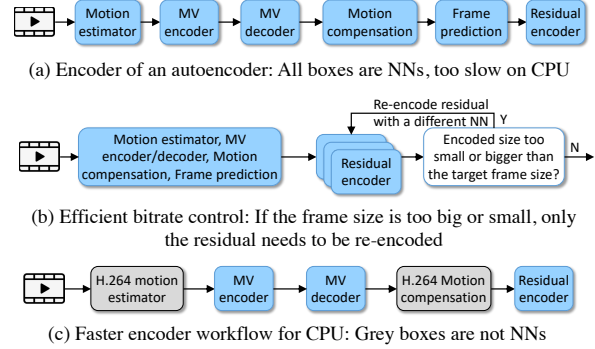 Motion estimator
MV encoder
MV decoder
Motion compensation
Frame prediction
Residual encoder
(a) Encoder of an autoencoder: All boxes are NNs, too slow on CPU
Re-encode residual
with a different NN
Y
Motion estimator, MV
encoder/decoder, Motion
compensation, Frame prediction
Residual
encoder
Encoded size too
small or bigger than
the target frame size?
N
(b) Efficient bitrate control: If the frame size is too big or small, only
the residual needs to be re-encoded
H.264 motion
estimator
MV
encoder
MV
decoder
H.264 Motion
compensation
Residual
encoder
(c) Faster encoder workflow for CPU: Grey boxes are not NNs